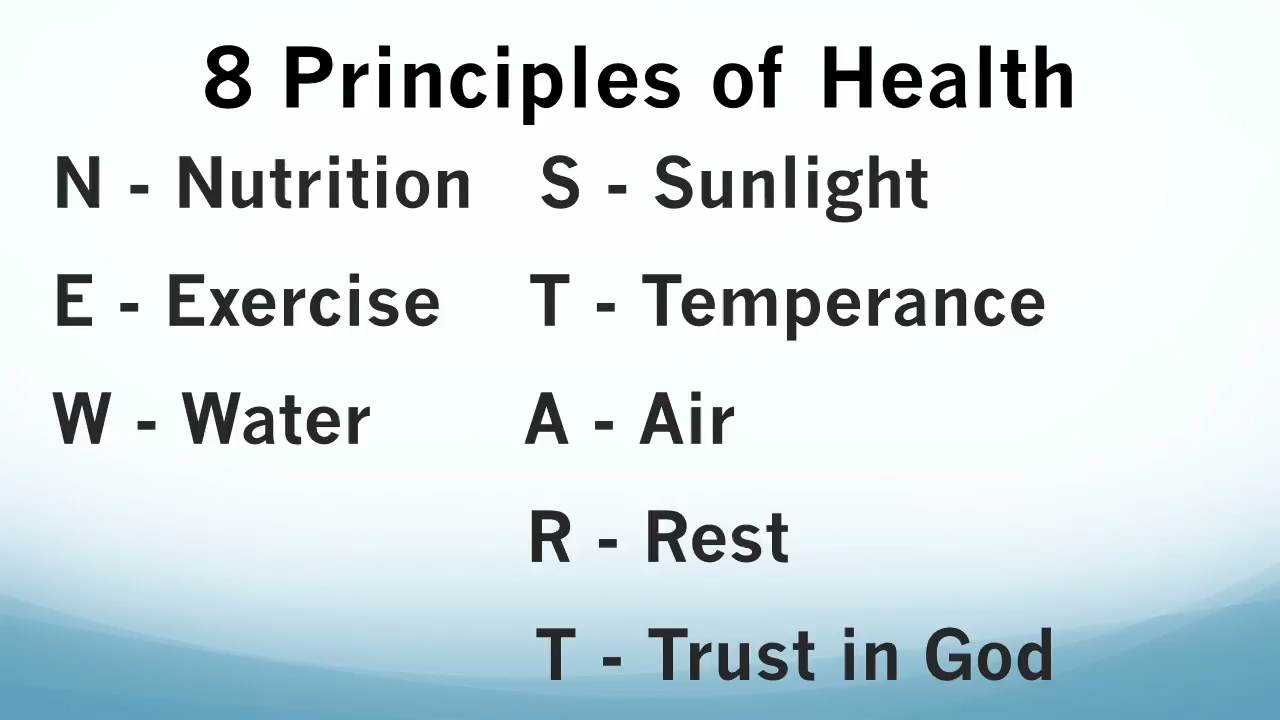 8 Principles of Health
N - Nutrition
E - Exercise
W - Water
S - Sunlight
T - Temperance
A - Air
R - Rest
T - Trust in God